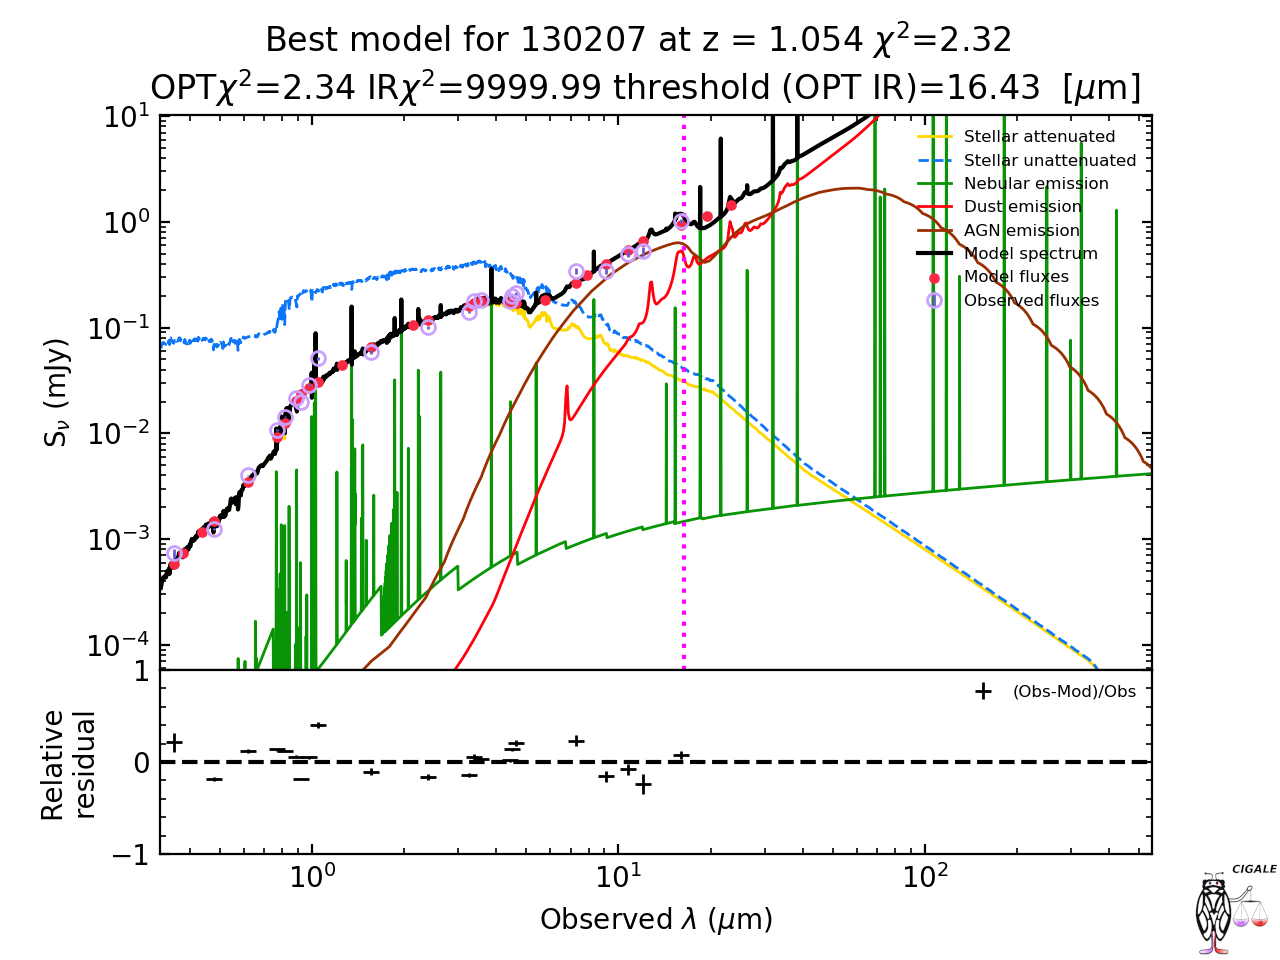 Best model for 130207 at z = 1.054 χ²=2.32
OPTχ²=2.34 IRχ²=9999.99 threshold (OPT IR)=16.43 [μm]
10¹
10⁰
10⁻¹
10⁻²
10⁻³
10⁻⁴
Sν (mJy)
Stellar attenuated
Stellar unattenuated
Nebular emission
Dust emission
AGN emission
Model spectrum
Model fluxes
Observed fluxes
1
0
−1
Relative
residual
(Obs-Mod)/Obs
10⁰
10¹
10²
Observed λ (μm)
CIGALE